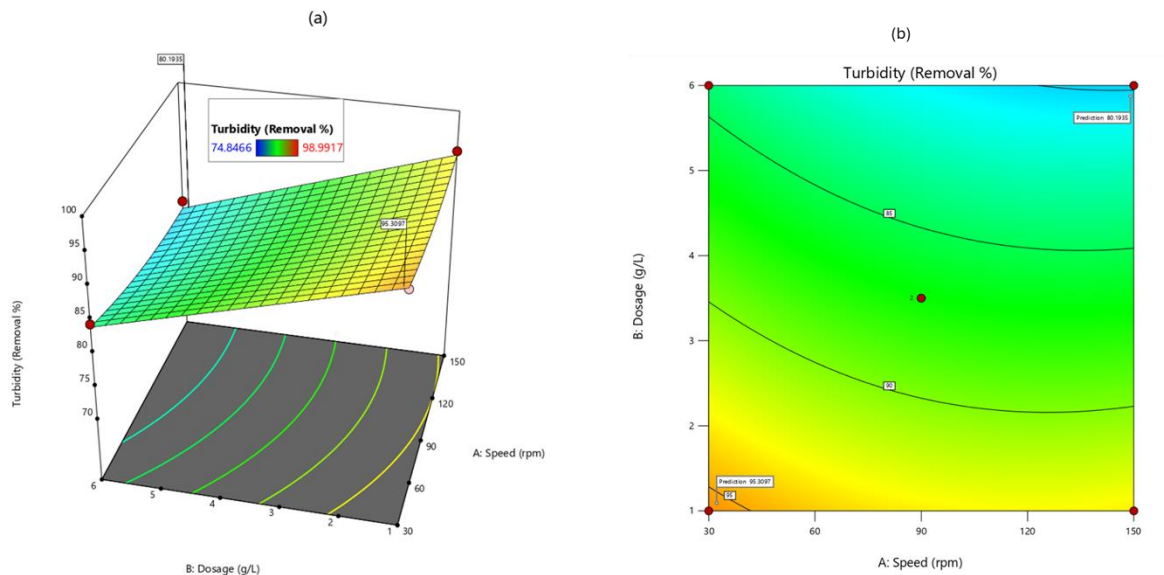 (a)
80.1935
Turbidity (Removal %)
74.8466 98.9917
95.3097
100
95
90
85
80
75
70
Turbidity (Removal %)
150
120
90
60
30
A: Speed (rpm)
6
5
4
3
2
1
B: Dosage (g/L)
(b)
Turbidity (Removal %)
6
5
4
3
2
1
B: Dosage (g/L)
Prediction 80.1935
85
2
90
Prediction 95.3097
95
30 60 90 120 150
A: Speed (rpm)